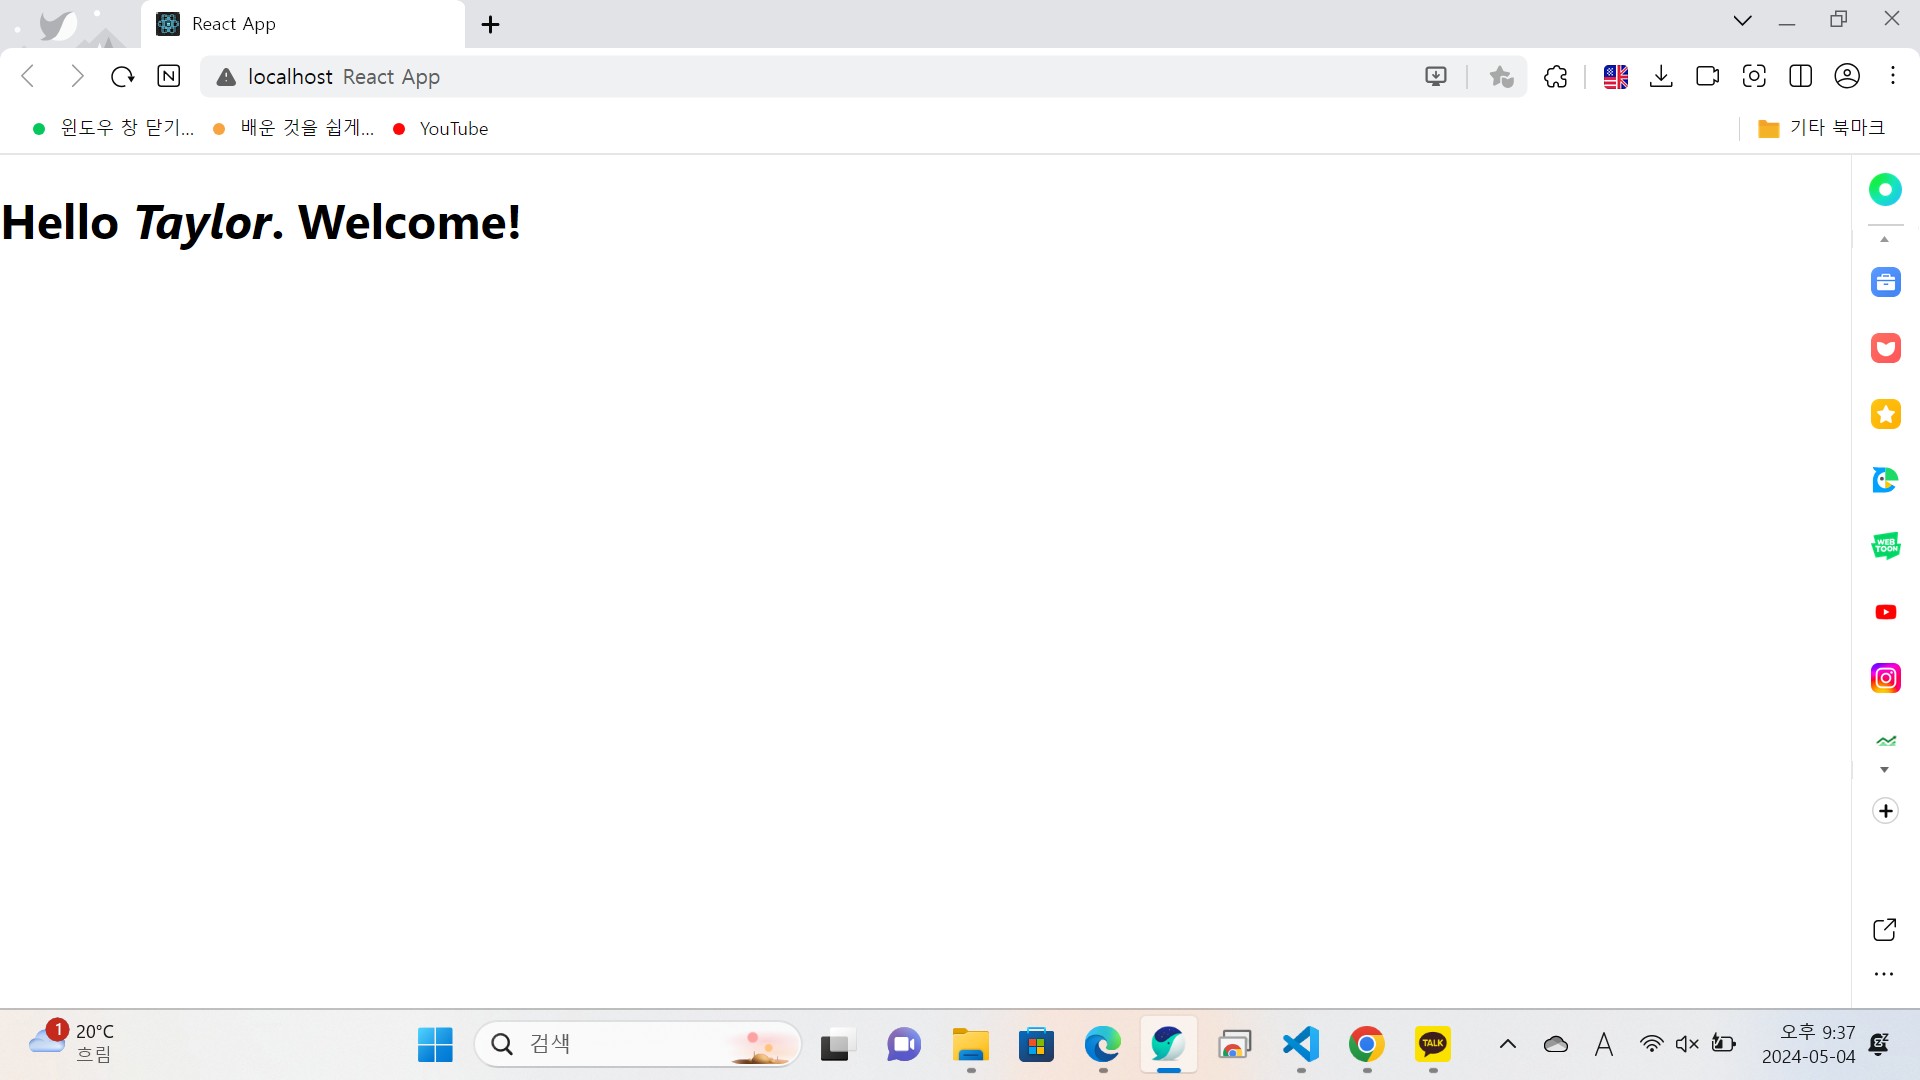 React App
N
localhost React App
윈도우 창 닫기...
배운 것을 쉽게...
YouTube
기타 북마크
Hello Taylor. Welcome!
WEB
TOON
1
20°C
흐림
검색
TALK
A
오후 9:37
2024-05-04